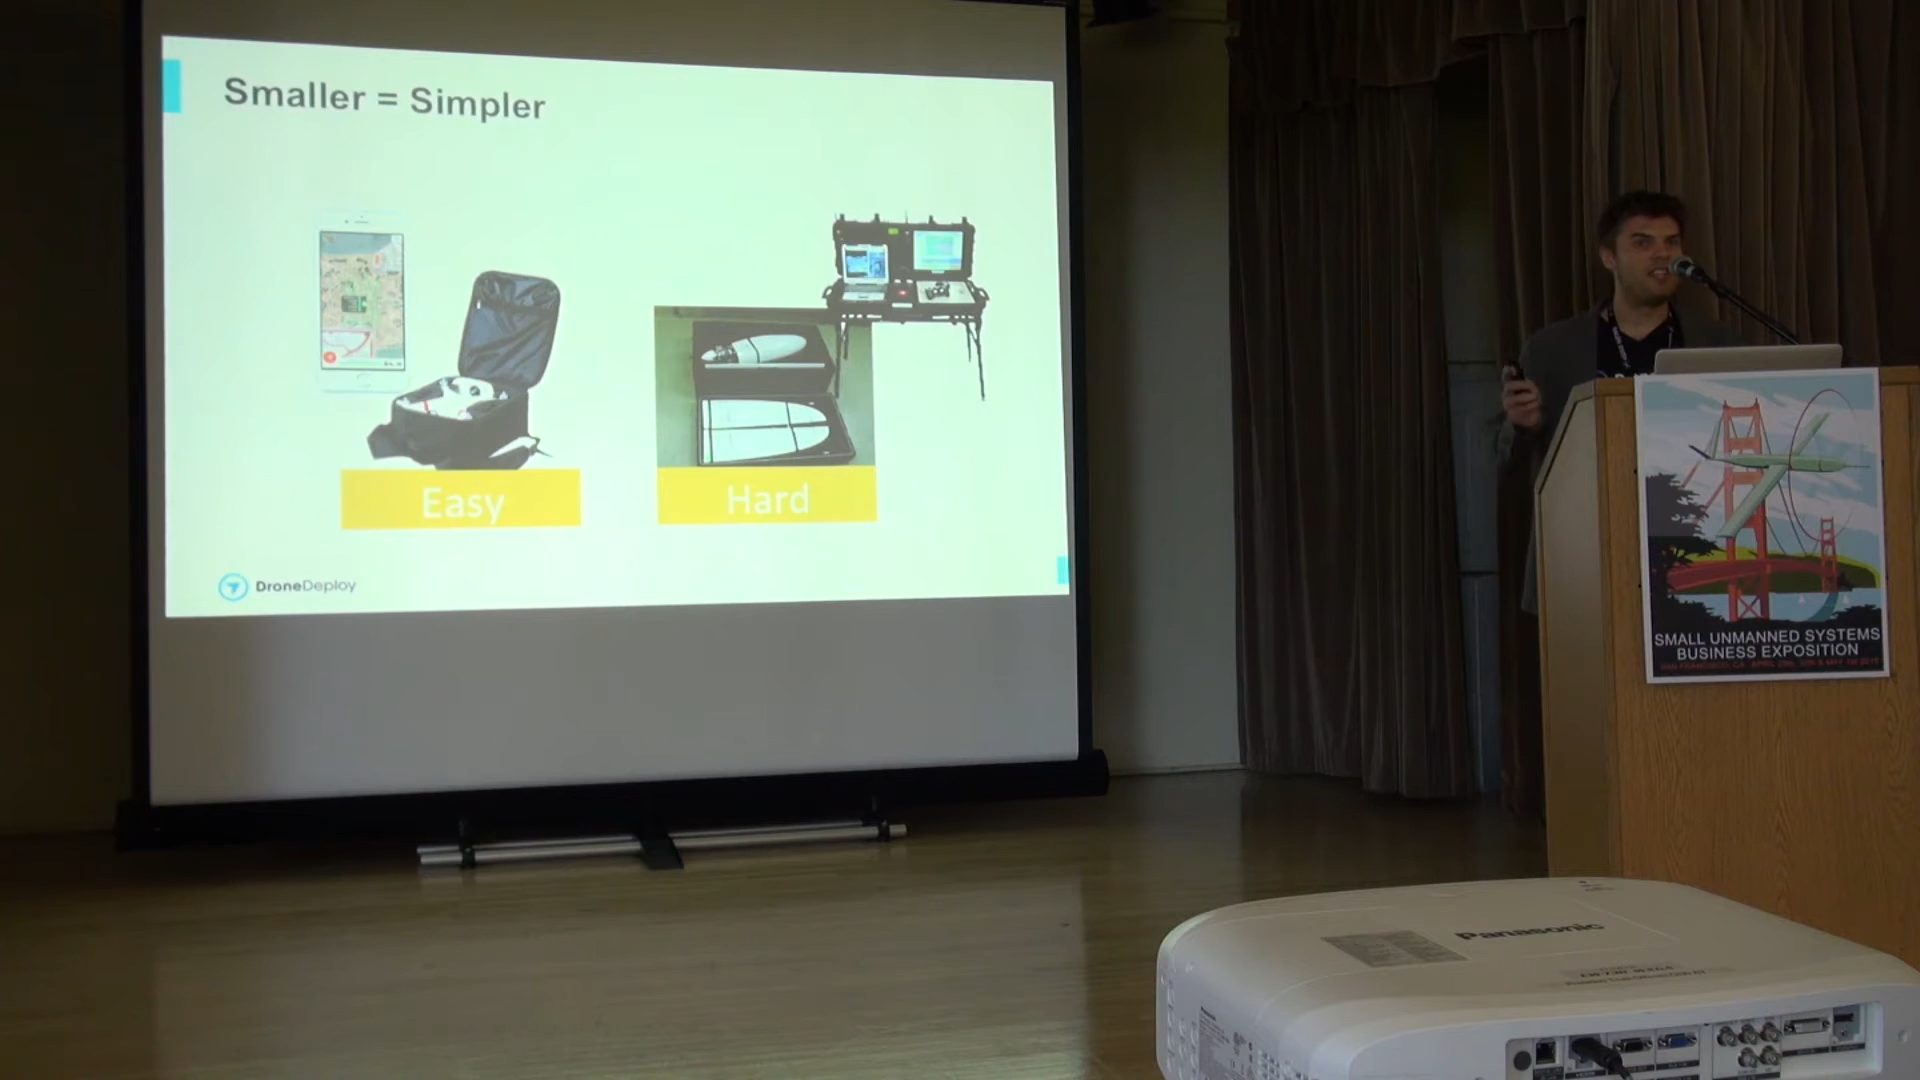 Smaller = Simpler
Easy
Hard
DroneDeploy
SMALL UNMANNED SYSTEMS
BUSINESS EXPOSITION
Panasonic